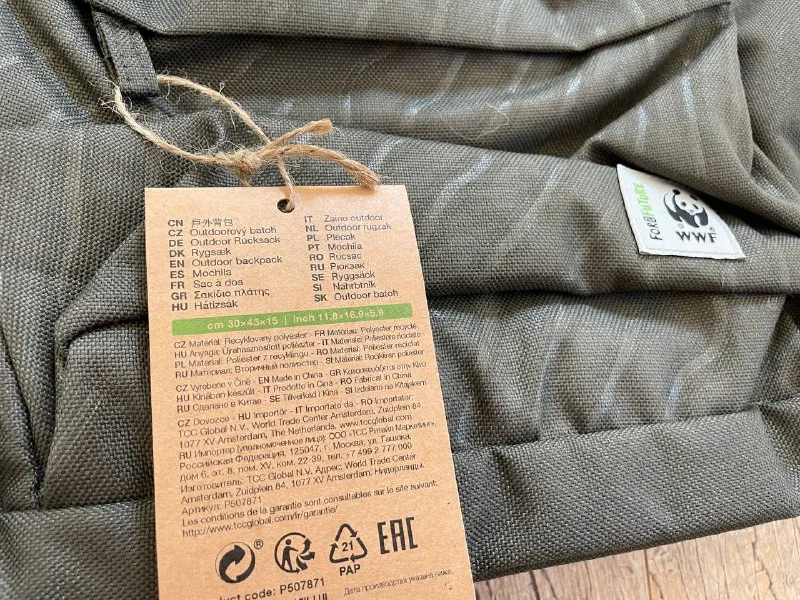 CN 戶外背包
CZ Outdoorový batoh
DE Outdoor Rucksack
DK Rygsæk
EN Outdoor backpack
ES Mochila
FR Sac à dos
GR Σακίδιο πλάτης
HU Hátizsák
IT Zaino outdoor
NL Outdoor rugzak
PL Plecak
PT Mochila
RO Rucsac
RU Рюкзак
SE Ryggsäck
SI Nahrbtnik
SK Outdoor batoh
cm 30×43×15 | inch 11.8×16.9×5.9
CZ Materiál: Recyklovaný polyester - FR Matériau: Polyester recyclé
HU Anyaga: Újrahasznosított poliészter - IT Materiale: Poliestere riciclato
PL Materiał: Poliester z recyklingu - RO Material: Poliester reciclat
RU Материал: Вторичный полиэстер - SI Material: Recikliran poliester
CZ Vyrobeno v Číně - EN Made in China - GR Κατασκευάζεται στην Κίνα
HU Kínában készült - IT Prodotto in Cina - RO Fabricat în China
RU Сделано в Китае - SE Tillverkad i Kina - SI Izdelano na Kitajskem
CZ Dovozce - HU Importőr - IT Importato da - RO Importator:
TCC Global N.V., World Trade Center Amsterdam, Zuidplein 84,
1077 XV Amsterdam, The Netherlands. www.tccglobal.com
RU Импортер (уполномоченное лицо): ООО «ТСС Ритейл Маркетинг»,
Российская Федерация, 125047, г. Москва, ул. Гашека,
дом 6, эт. 8, пом. XV, ком. 22-39, тел. +7 499 2 777 000
Изготовитель: TCC Global N.V. Адрес: World Trade Center
Amsterdam, Zuidplein 84, 1077 XV Amsterdam, Нидерланды.
Артикул: P507871
Les conditions de la garantie sont consultables sur le site suivant:
http://www.tccglobal.com/fr/garantie/
®
21
PAP
EAC
uct code: P507871
Дата производства указана ниже.
FOR FUTURE
WWF
®